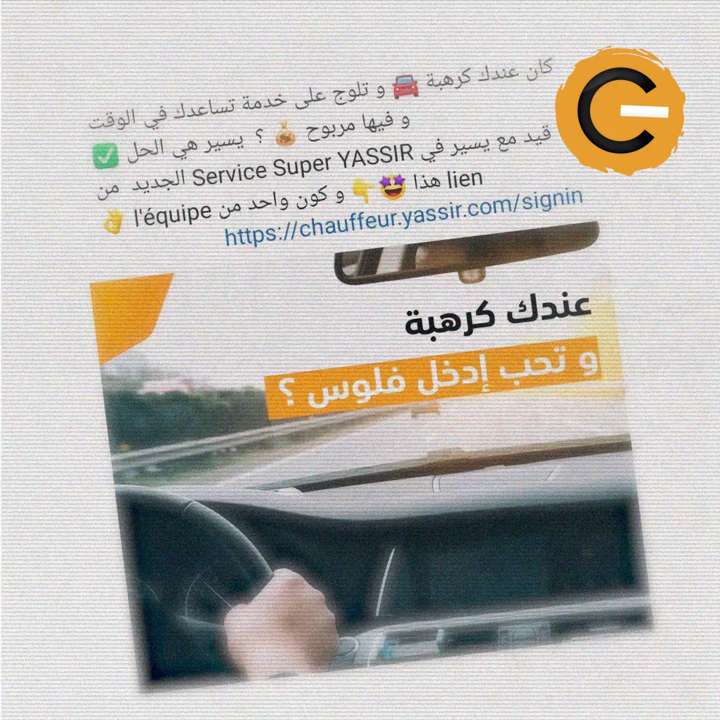 كان عندك كرهبة 🚘 و تلوج على خدمة تساعدك في الوقت
و فيها مربوح 💰 ؟ يسير هي الحل ✅
قيد مع يسير في Service Super YASSIR الجديد من
lien هذا 🤩👇 و كون واحد من l'équipe 👌
https://chauffeur.yassir.com/signin
عندك كرهبة
و تحب إدخل فلوس ؟